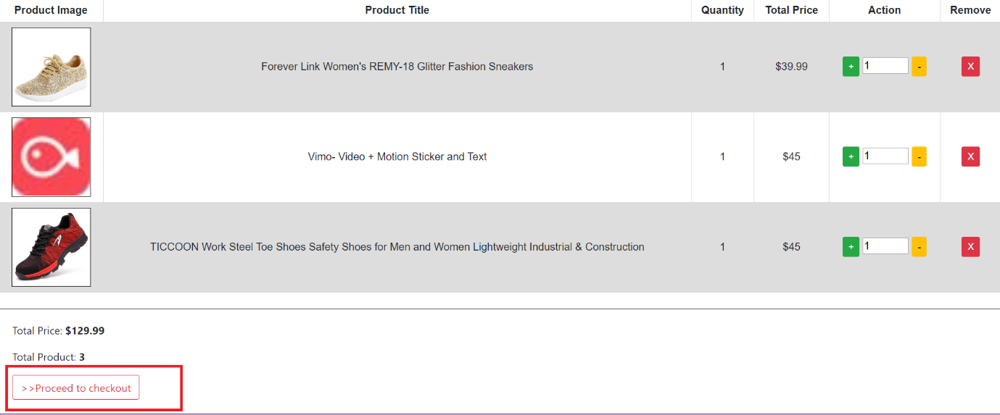 Product Image Product Title Quantity Total Price Action Remove
Forever Link Women's REMY-18 Glitter Fashion Sneakers 1 $39.99 + 1 - X
Vimo- Video + Motion Sticker and Text 1 $45 + 1 - X
TICCOON Work Steel Toe Shoes Safety Shoes for Men and Women Lightweight Industrial & Construction 1 $45 + 1 - X
Total Price: $129.99
Total Product: 3
>>Proceed to checkout